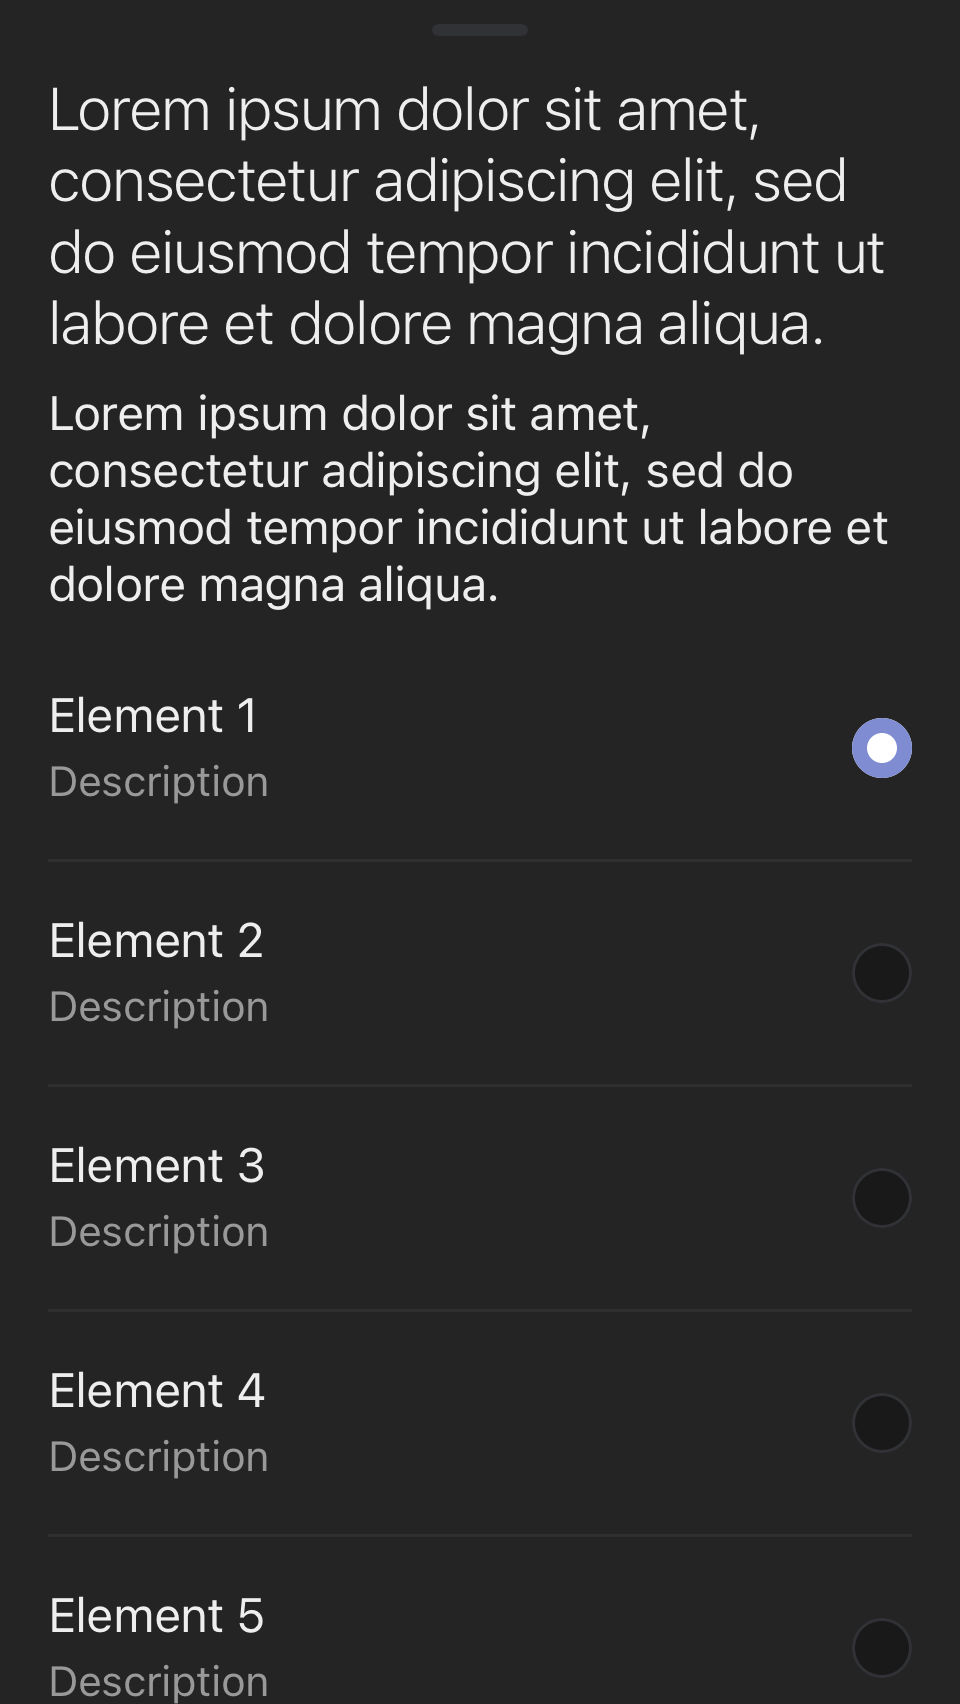 Lorem ipsum dolor sit amet,
consectetur adipiscing elit, sed
do eiusmod tempor incididunt ut
labore et dolore magna aliqua.
Lorem ipsum dolor sit amet,
consectetur adipiscing elit, sed do
eiusmod tempor incididunt ut labore et
dolore magna aliqua.
Element 1
Description
Element 2
Description
Element 3
Description
Element 4
Description
Element 5
Description